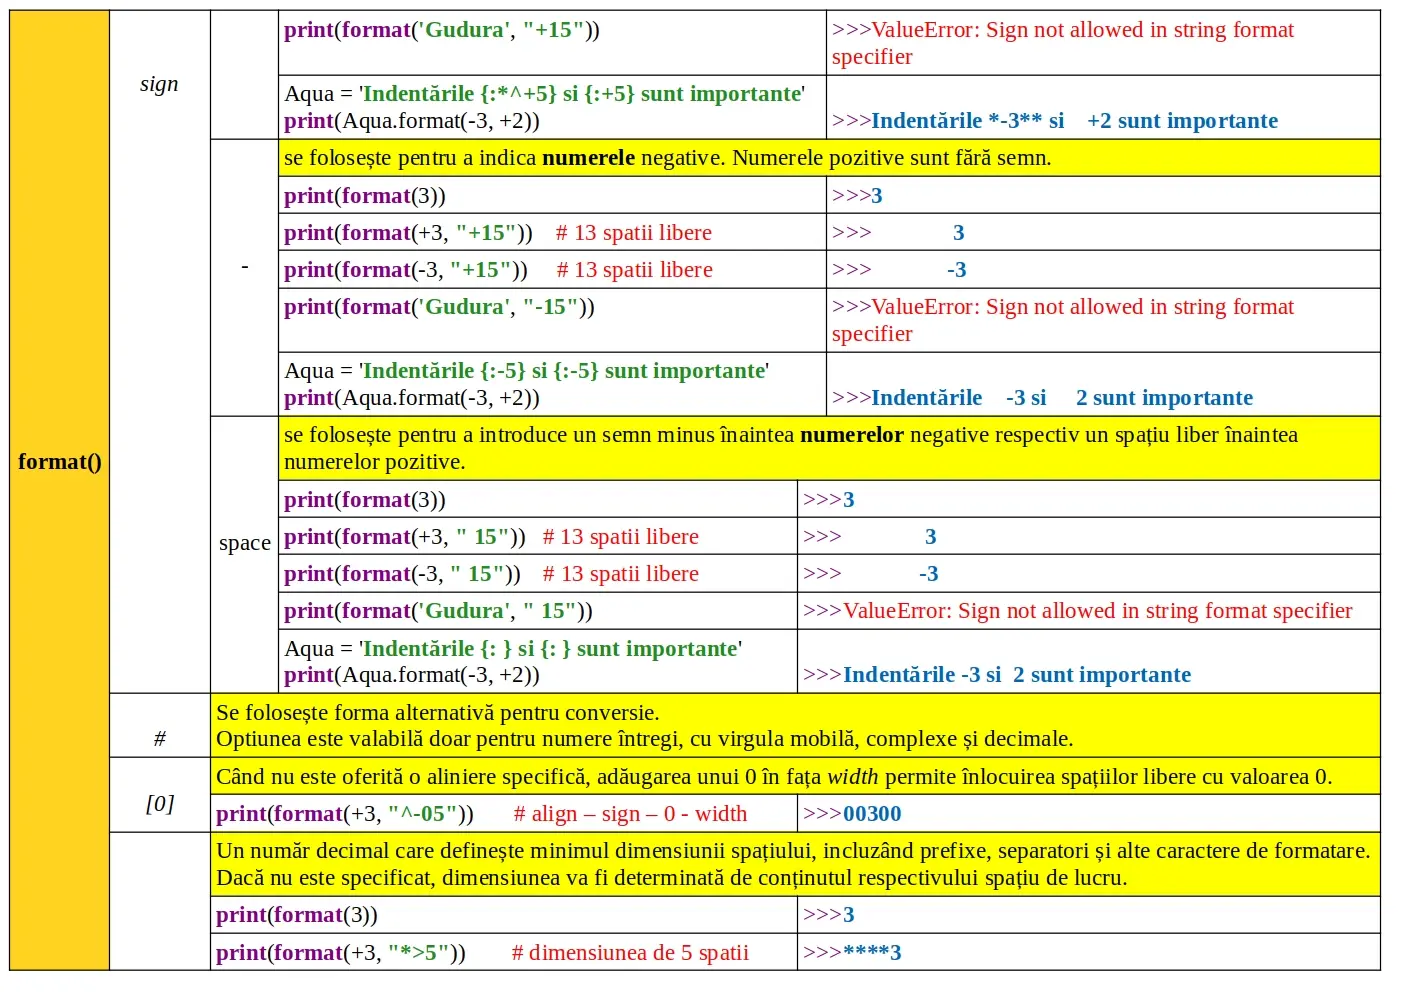 format()
sign
print(format('Gudura', "+15"))
>>>ValueError: Sign not allowed in string format
specifier
Aqua = 'Indentările {:*^+5} si {:+5} sunt importante'
print(Aqua.format(-3, +2))
>>>Indentările *-3** si    +2 sunt importante
-
se folosește pentru a indica numerele negative. Numerele pozitive sunt fără semn.
print(format(3))
>>>3
print(format(+3, "+15"))    # 13 spatii libere
>>>              3
print(format(-3, "+15"))     # 13 spatii libere
>>>             -3
print(format('Gudura', "-15"))
>>>ValueError: Sign not allowed in string format
specifier
Aqua = 'Indentările {:-5} si {:-5} sunt importante'
print(Aqua.format(-3, +2))
>>>Indentările    -3 si     2 sunt importante
space
se folosește pentru a introduce un semn minus înaintea numerelor negative respectiv un spațiu liber înaintea
numerelor pozitive.
print(format(3))
>>>3
print(format(+3, " 15"))   # 13 spatii libere
>>>              3
print(format(-3, " 15"))    # 13 spatii libere
>>>             -3
print(format('Gudura', " 15"))
>>>ValueError: Sign not allowed in string format specifier
Aqua = 'Indentările {: } si {: } sunt importante'
print(Aqua.format(-3, +2))
>>>Indentările -3 si  2 sunt importante
#
Se folosește forma alternativă pentru conversie.
Optiunea este valabilă doar pentru numere întregi, cu virgula mobilă, complexe și decimale.
[0]
Când nu este oferită o aliniere specifică, adăugarea unui 0 în fața width permite înlocuirea spațiilor libere cu valoarea 0.
print(format(+3, "^-05"))      # align – sign – 0 - width
>>>00300
Un număr decimal care definește minimul dimensiunii spațiului, incluzând prefixe, separatori și alte caractere de formatare.
Dacă nu este specificat, dimensiunea va fi determinată de conținutul respectivului spațiu de lucru.
print(format(3))
>>>3
print(format(+3, "*>5"))       # dimensiunea de 5 spatii
>>>****3